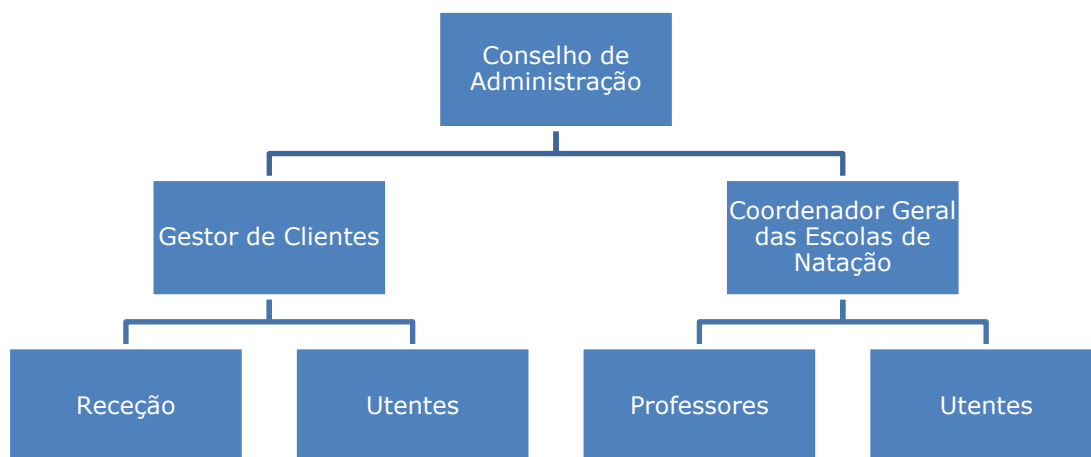 Conselho de
Administração
Gestor de Clientes
Coordenador Geral
das Escolas de
Natação
Receção
Utentes
Professores
Utentes